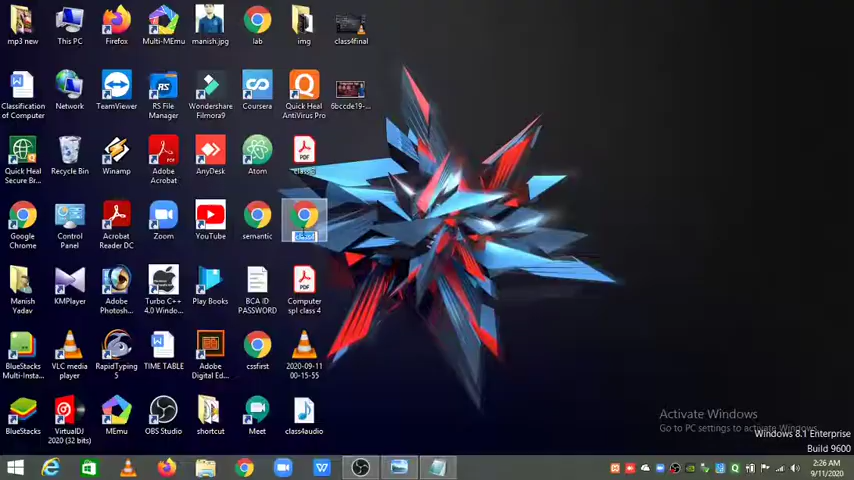 mp3 new
This PC
Firefox
Multi-MEmu
manish.jpg
lab
img
class4final
Classification of Computer
Network
TeamViewer
RS File Manager
Wondershare Filmora9
Coursera
Quick Heal AntiVirus Pro
6bccde19-...
Quick Heal Secure Br...
Recycle Bin
Winamp
Adobe Acrobat
AnyDesk
Atom
Google Chrome
Control Panel
Acrobat Reader DC
Zoom
YouTube
semantic
Manish Yadav
KMPlayer
Adobe Photosh...
Turbo C++ 4.0 Windo...
Play Books
BCA ID PASSWORD
Computer spl class 4
BlueStacks Multi-Insta...
VLC media player
RapidTyping 5
TIME TABLE
Adobe Digital Ed...
cssfirst
2020-09-11 00-15-55
BlueStacks
VirtualDJ 2020 (32 bits)
MEmu
OBS Studio
shortcut
Meet
class4audio
Activate Windows
Go to PC settings to activate Windows.
Windows 8.1 Enterprise
Build 9600
2:26 AM
9/11/2020